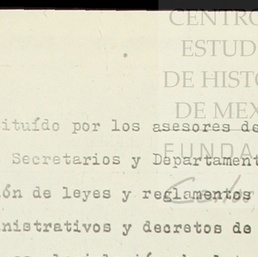 CENTRO
ESTUD
DE HISTO
DE MEX
FUNDA
ituído por los asesores de
Secretarios y Departament
ón de leyes y reglamentos
nistrativos y decretos de